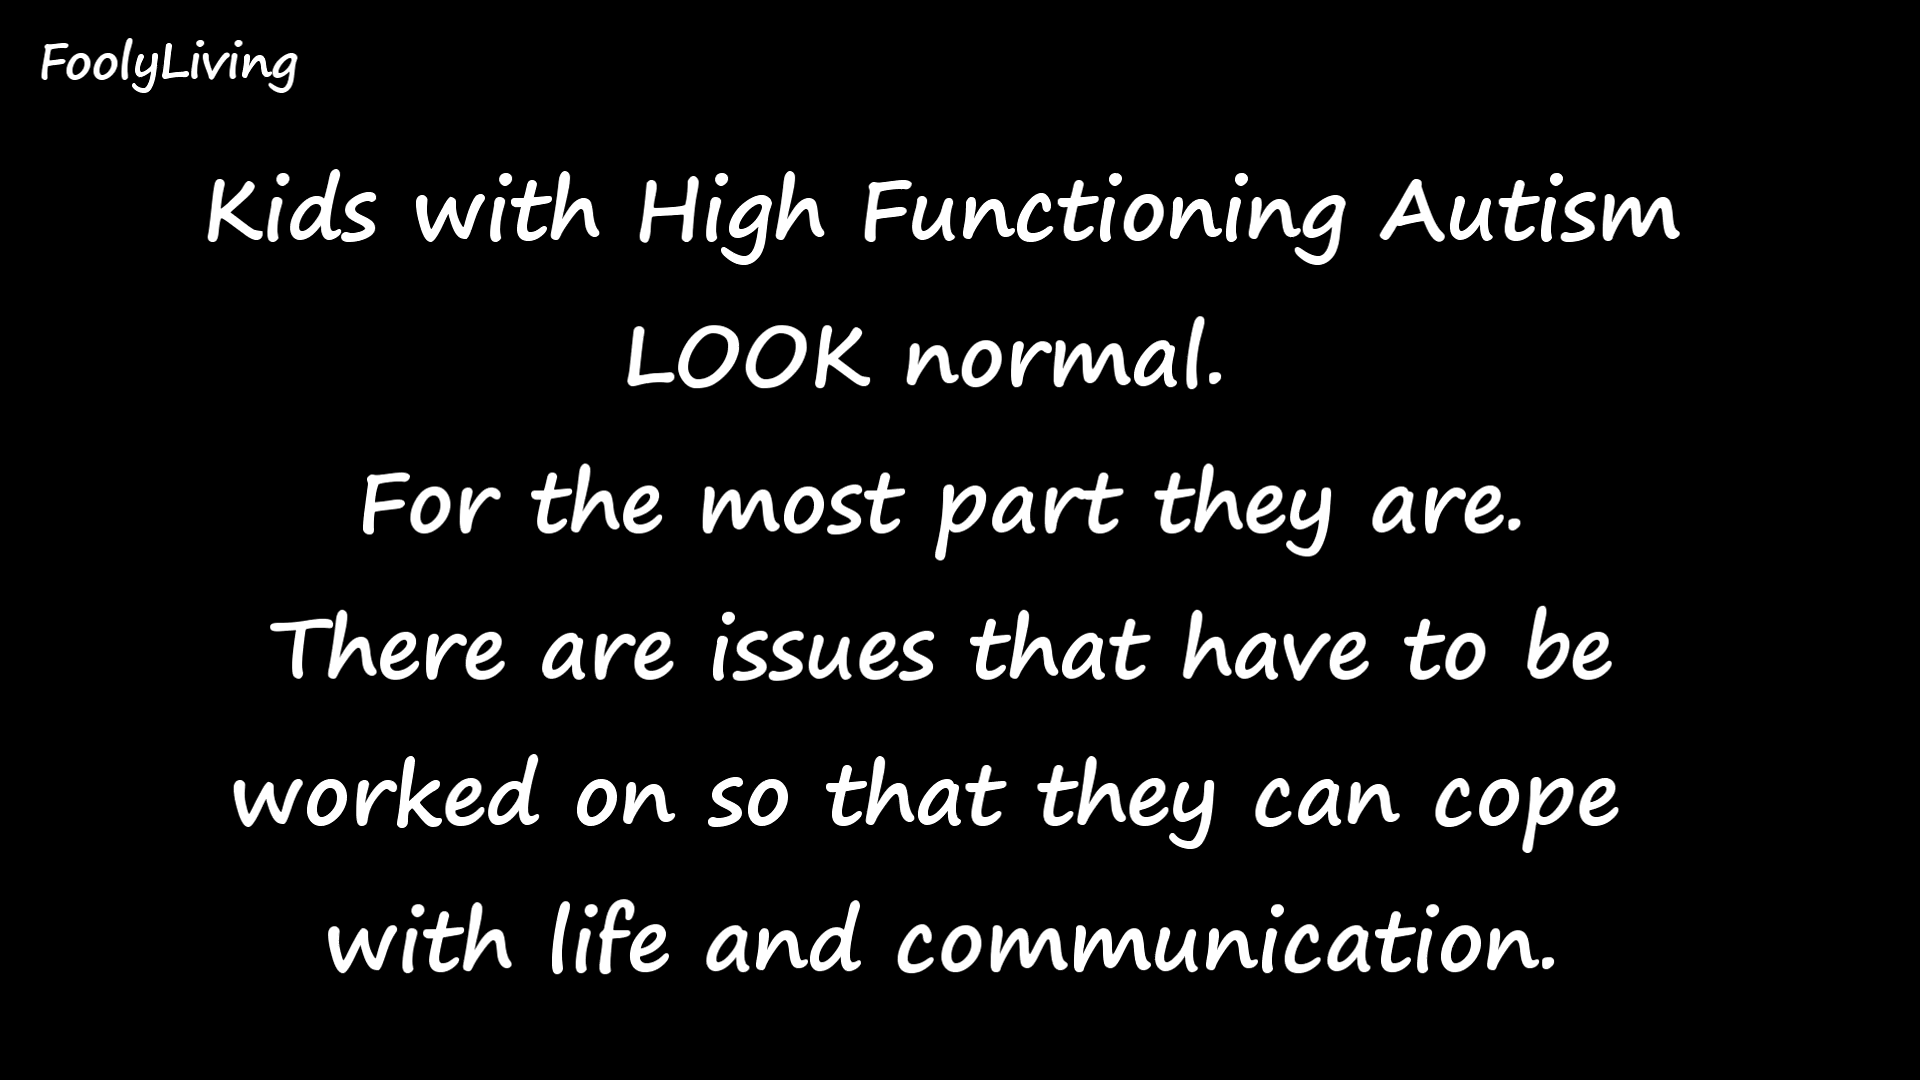 FoolyLiving
Kids with High Functioning Autism
LOOK normal.
For the most part they are.
There are issues that have to be
worked on so that they can cope
with life and communication.